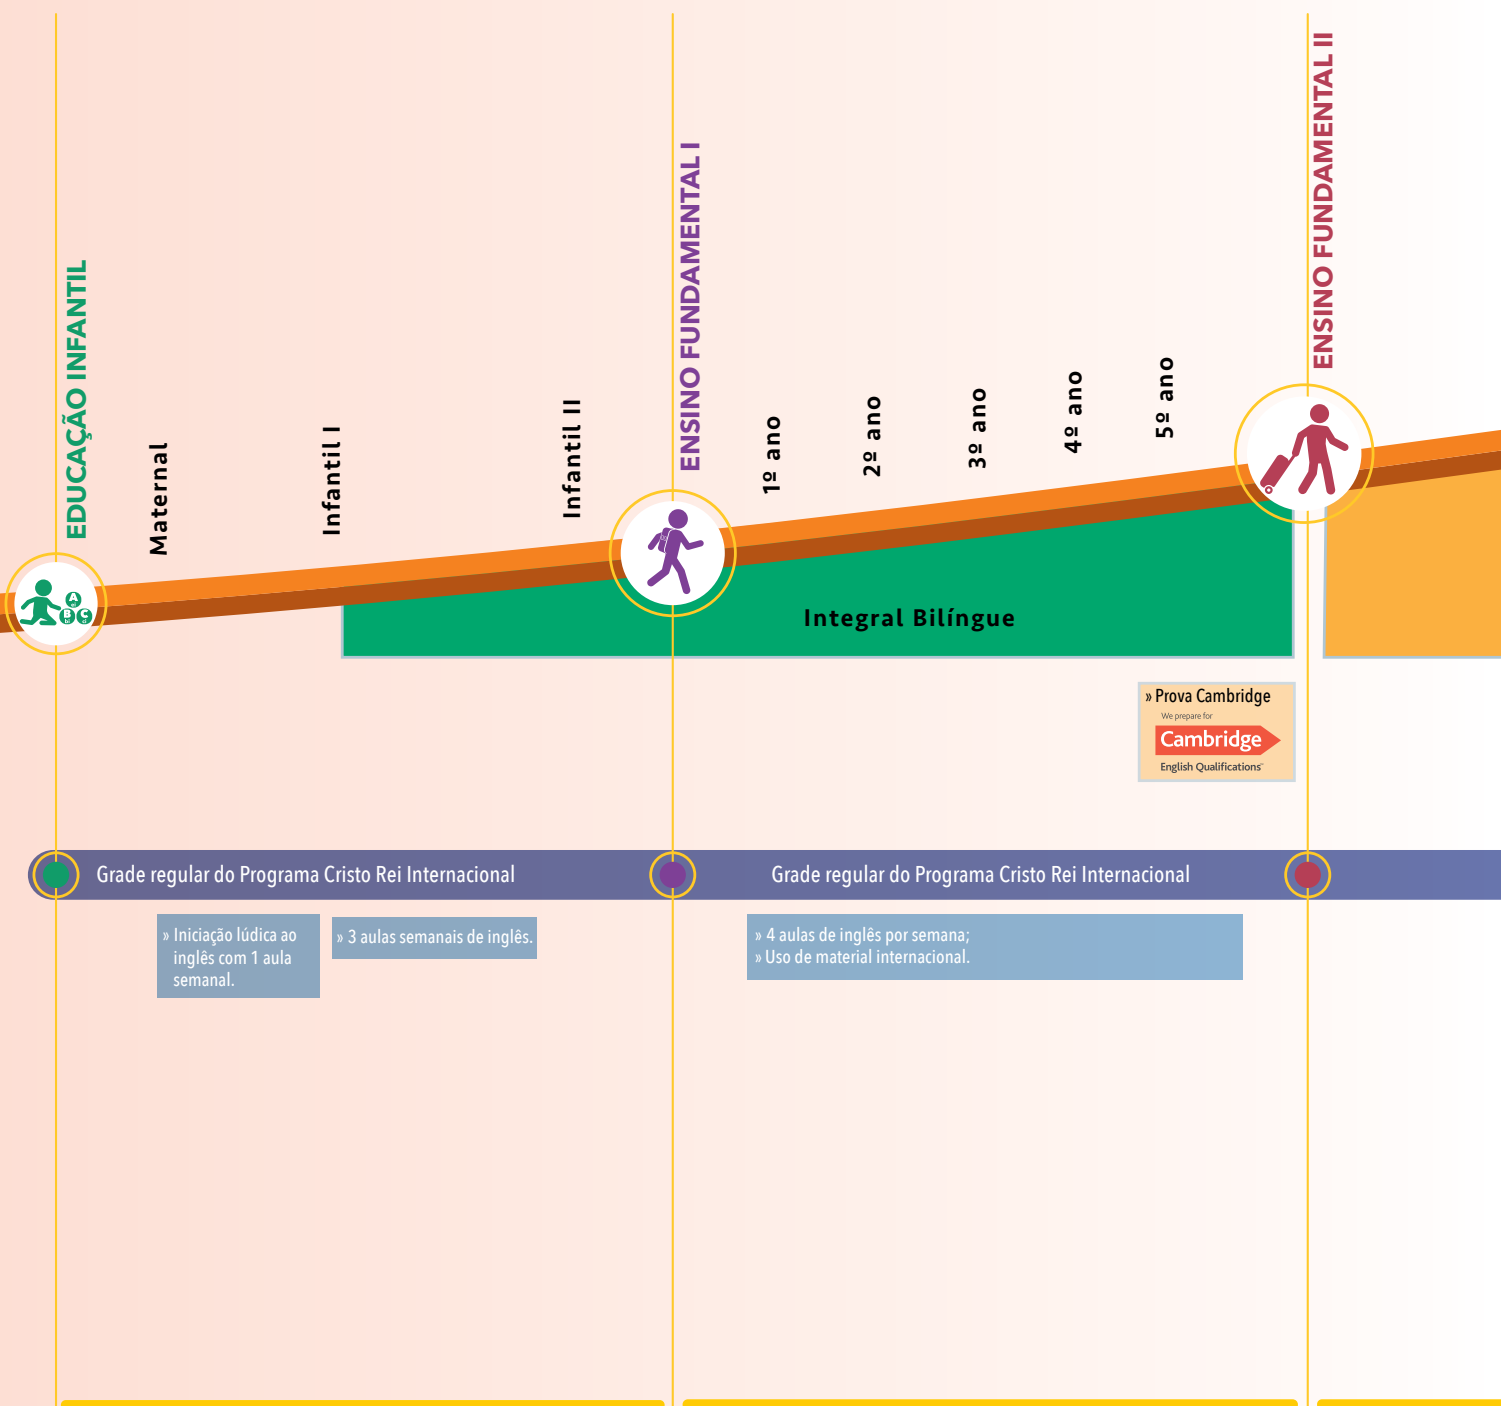 EDUCAÇÃO INFANTIL
Maternal
Infantil I
Infantil II
ENSINO FUNDAMENTAL I
1º ano
2º ano
3º ano
4º ano
5º ano
ENSINO FUNDAMENTAL II
A
B
C
Integral Bilíngue
» Prova Cambridge
We prepare for
Cambridge
English Qualifications™
Grade regular do Programa Cristo Rei Internacional
Grade regular do Programa Cristo Rei Internacional
» Iniciação lúdica ao
inglês com 1 aula
semanal.
» 3 aulas semanais de inglês.
» 4 aulas de inglês por semana;
» Uso de material internacional.